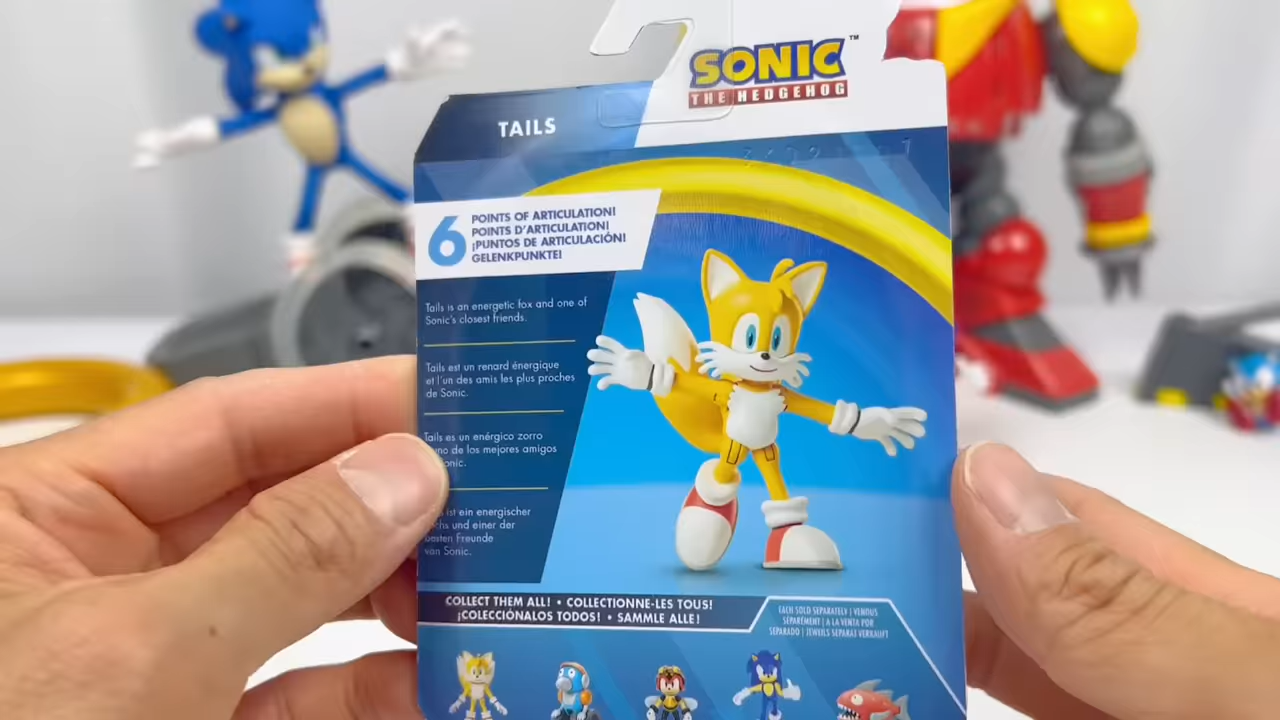 SONIC™
THE HEDGEHOG
TAILS
6
POINTS OF ARTICULATION!
POINTS D'ARTICULATION!
¡PUNTOS DE ARTICULACIÓN!
GELENKPUNKTE!
Tails is an energetic fox and one of
Sonic's closest friends.
Tails est un renard énergique
et l'un des amis les plus proches
de Sonic.
Tails es un enérgico zorro
de los mejores amigos
ist ein energischer
und einer der
besten Freunde
von Sonic.
COLLECT THEM ALL! • COLLECTIONNE-LES TOUS!
¡COLECCIÓNALOS TODOS! • SAMMLE ALLE!
EACH SOLD SEPARATELY | VENDUS
SÉPARÉMENT | A LA VENTA POR
SEPARADO | JEWEILS SEPARAT VERKAUFT